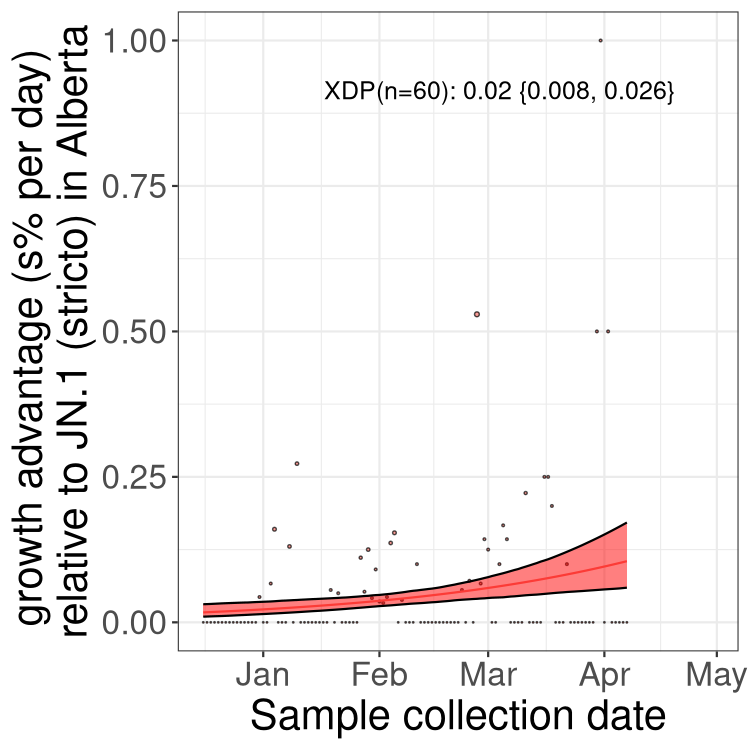 growth advantage (s% per day)
relative to JN.1 (stricto) in Alberta
1.00
0.75
0.50
0.25
0.00
XDP(n=60): 0.02 {0.008, 0.026}
Jan Feb Mar Apr May
Sample collection date